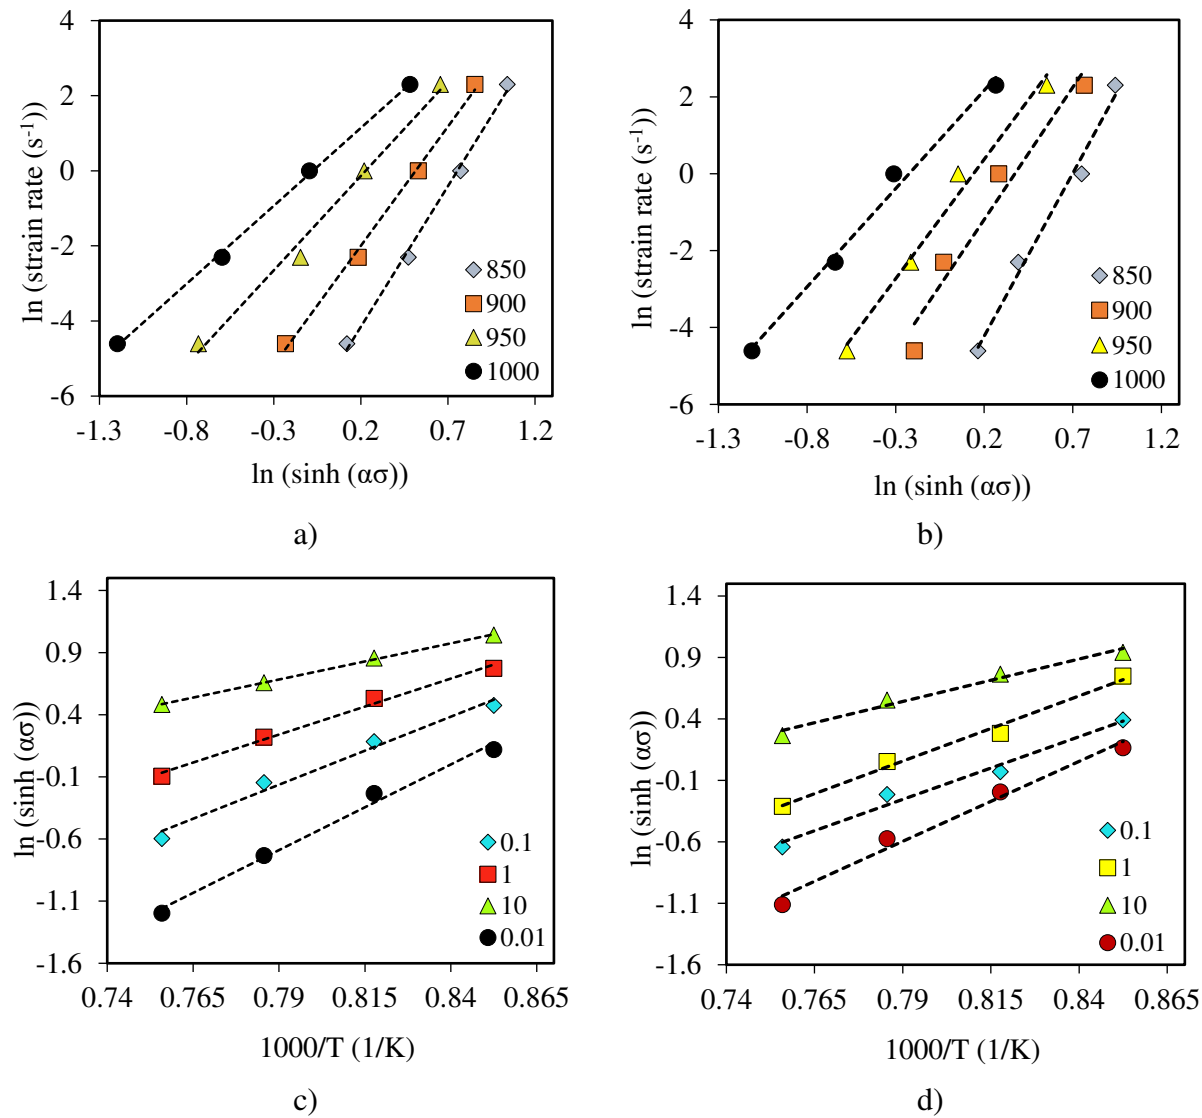 4
2
0
-2
-4
-6
ln (strain rate (s⁻¹))
-1.3 -0.8 -0.3 0.2 0.7 1.2
ln (sinh (ασ))
850
900
950
1000
a)
4
2
0
-2
-4
-6
ln (strain rate (s⁻¹))
-1.3 -0.8 -0.3 0.2 0.7 1.2
ln (sinh (ασ))
850
900
950
1000
b)
1.4
0.9
0.4
-0.1
-0.6
-1.1
-1.6
ln (sinh (ασ))
0.74 0.765 0.79 0.815 0.84 0.865
1000/T (1/K)
0.1
1
10
0.01
c)
1.4
0.9
0.4
-0.1
-0.6
-1.1
-1.6
ln (sinh (ασ))
0.74 0.765 0.79 0.815 0.84 0.865
1000/T (1/K)
0.1
1
10
0.01
d)